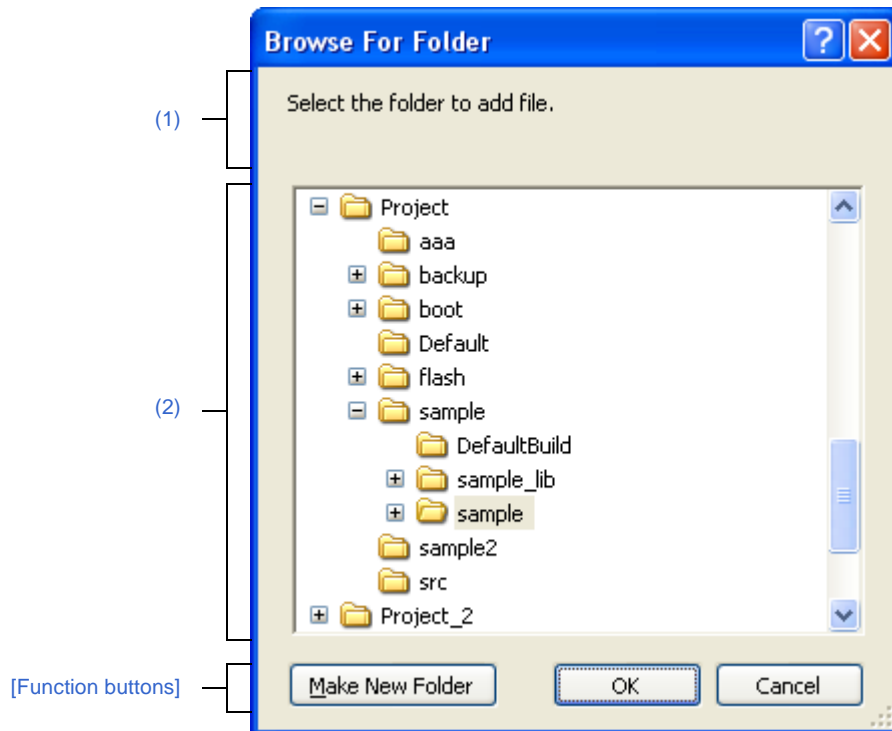 Browse For Folder
(1)
Select the folder to add file.
(2)
Project
aaa
backup
boot
Default
flash
sample
DefaultBuild
sample_lib
sample
sample2
src
Project_2
[Function buttons]
Make New Folder
OK
Cancel